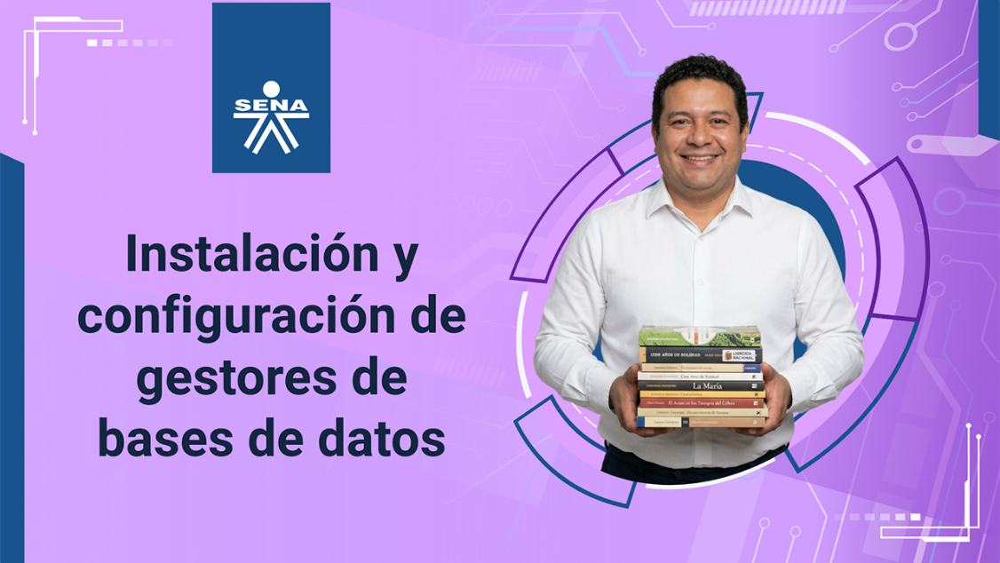 SENA
Instalación y
configuración de
gestores de
bases de datos
CIEN AÑOS DE SOLEDAD
LIBRERÍA
NACIONAL
La María
El Amor en los Tiempos del Cólera